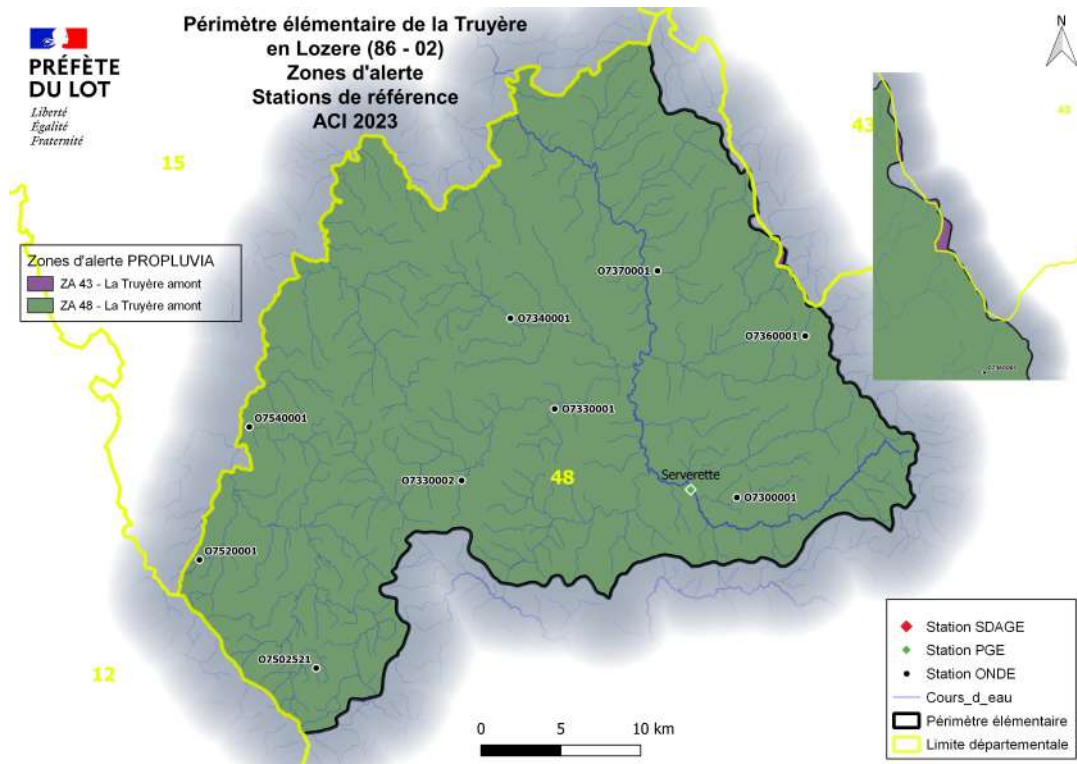 PRÉFÈTE
DU LOT
Liberté
Égalité
Fraternité
Périmètre élémentaire de la Truyère
en Lozere (86 - 02)
Zones d'alerte
Stations de référence
ACI 2023
N
15
43
43
Zones d'alerte PROPLUVIA
ZA 43 - La Truyère amont
ZA 48 - La Truyère amont
O7370001
O7340001
O7360001
O7360001
O7330001
O7540001
Serverette
O7330002
48
O7300001
O7520001
O7502521
12
0 5 10 km
Station SDAGE
Station PGE
Station ONDE
Cours_d_eau
Périmètre élémentaire
Limite départementale